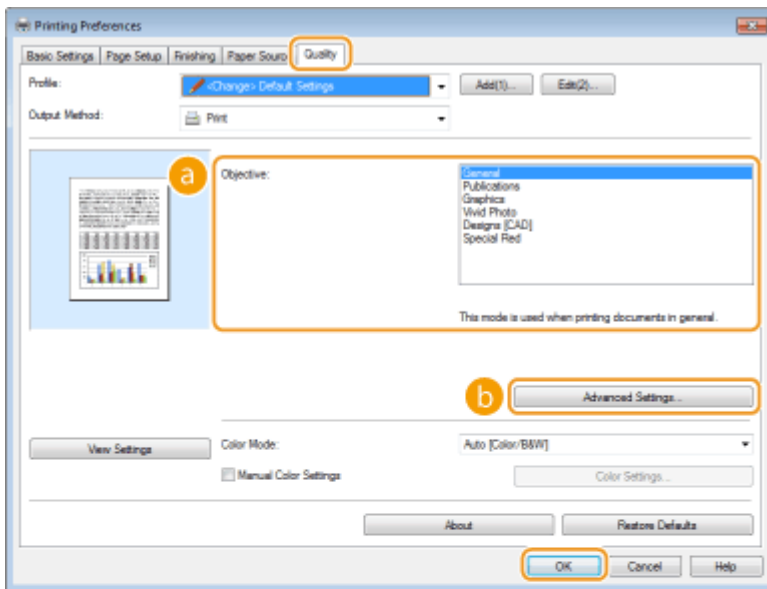 Printing Preferences
Basic Settings Page Setup Finishing Paper Source Quality
Profile: <Change> Default Settings Add(1)... Edit(2)...
Output Method: Print
a
Objective: General
Publications
Graphics
Vivid Photo
Designs [CAD]
Special Red
This mode is used when printing documents in general.
b Advanced Settings...
View Settings Color Mode: Auto [Color/B&W]
Manual Color Settings Color Settings...
About Restore Defaults
OK Cancel Help